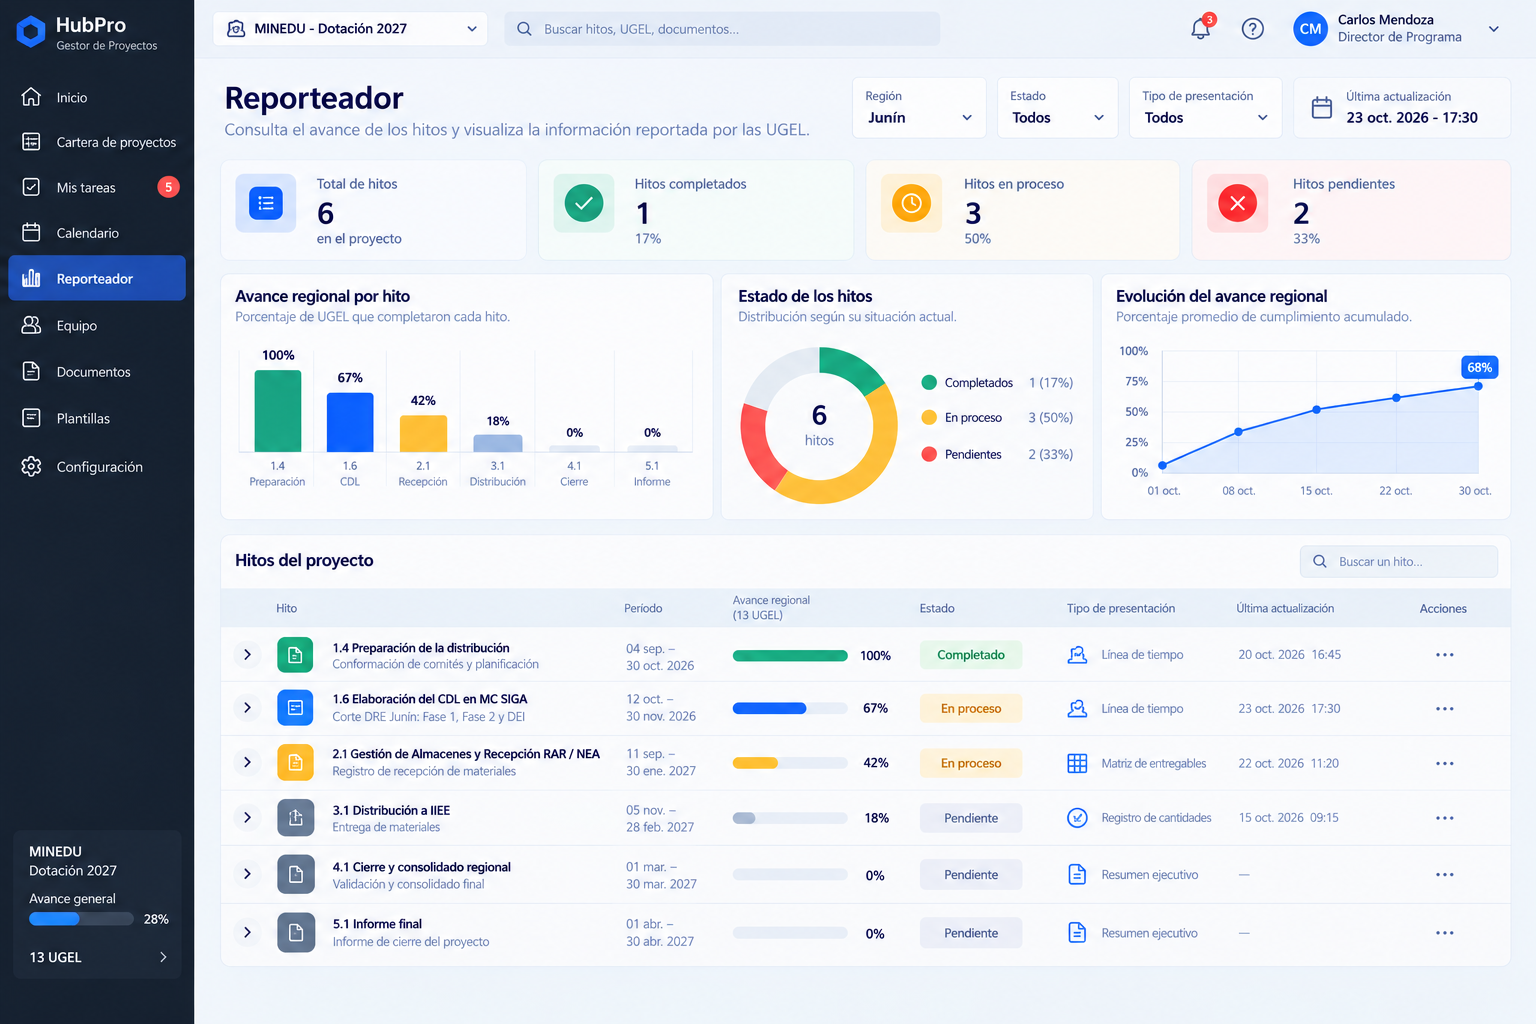 HubPro
Gestor de Proyectos
Inicio
Cartera de proyectos
Mis tareas
5
Calendario
Reporteador
Equipo
Documentos
Plantillas
Configuración
MINEDU
Dotación 2027
Avance general
28%
13 UGEL
MINEDU - Dotación 2027
Buscar hitos, UGEL, documentos...
3
CM
Carlos Mendoza
Director de Programa
Reporteador
Consulta el avance de los hitos y visualiza la información reportada por las UGEL.
Región
Junín
Estado
Todos
Tipo de presentación
Todos
Última actualización
23 oct. 2026 - 17:30
Total de hitos
6
en el proyecto
Hitos completados
1
17%
Hitos en proceso
3
50%
Hitos pendientes
2
33%
Avance regional por hito
Porcentaje de UGEL que completaron cada hito.
100%
67%
42%
18%
0%
0%
1.4
Preparación
1.6
CDL
2.1
Recepción
3.1
Distribución
4.1
Cierre
5.1
Informe
Estado de los hitos
Distribución según su situación actual.
6
hitos
Completados 1 (17%)
En proceso 3 (50%)
Pendientes 2 (33%)
Evolución del avance regional
Porcentaje promedio de cumplimiento acumulado.
100%
75%
50%
25%
0%
68%
01 oct.
08 oct.
15 oct.
22 oct.
30 oct.
Hitos del proyecto
Buscar un hito...
Hito
Período
Avance regional
(13 UGEL)
Estado
Tipo de presentación
Última actualización
Acciones
1.4 Preparación de la distribución
Conformación de comités y planificación
04 sep. –
30 oct. 2026
100%
Completado
Línea de tiempo
20 oct. 2026 16:45
1.6 Elaboración del CDL en MC SIGA
Corte DRE Junín: Fase 1, Fase 2 y DEI
12 oct. –
30 nov. 2026
67%
En proceso
Línea de tiempo
23 oct. 2026 17:30
2.1 Gestión de Almacenes y Recepción RAR / NEA
Registro de recepción de materiales
11 sep. –
30 ene. 2027
42%
En proceso
Matriz de entregables
22 oct. 2026 11:20
3.1 Distribución a IIEE
Entrega de materiales
05 nov. –
28 feb. 2027
18%
Pendiente
Registro de cantidades
15 oct. 2026 09:15
4.1 Cierre y consolidado regional
Validación y consolidado final
01 mar. –
30 mar. 2027
0%
Pendiente
Resumen ejecutivo
—
5.1 Informe final
Informe de cierre del proyecto
01 abr. –
30 abr. 2027
0%
Pendiente
Resumen ejecutivo
—